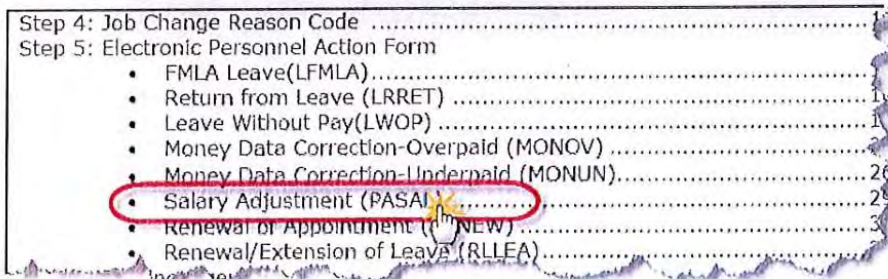 Step 4: Job Change Reason Code
Step 5: Electronic Personnel Action Form
• FMLA Leave(LFMLA)
• Return from Leave (LRRET)
• Leave Without Pay(LWOP)
• Money Data Correction-Overpaid (MONOV)
• Money Data Correction-Underpaid (MONUN)
• Salary Adjustment 29
• Renewal of Appointment
• Renewal/Extension of Leave (RLLEA)